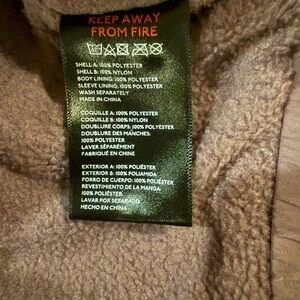 KEEP AWAY
FROM FIRE
SHELL A: 100% POLYESTER
SHELL B: 100% NYLON
BODY LINING: 100% POLYESTER
SLEEVE LINING: 100% POLYESTER
WASH SEPARATELY
MADE IN CHINA
COQUILLE A: 100% POLYESTER
COQUILLE B: 100% NYLON
DOUBLURE CORPS: 100% POLYESTER
DOUBLURE DES MANCHES:
100% POLYESTER
LAVER SÉPARÉMENT
FABRIQUÉ EN CHINE
EXTERIOR A: 100% POLIÉSTER
EXTERIOR B: 100% POLIAMIDA
FORRO DE CUERPO: 100% POLIÉSTER
REVESTIMIENTO DE LA MANGA:
100% POLIÉSTER
LAVAR POR SEPARADO
HECHO EN CHINA